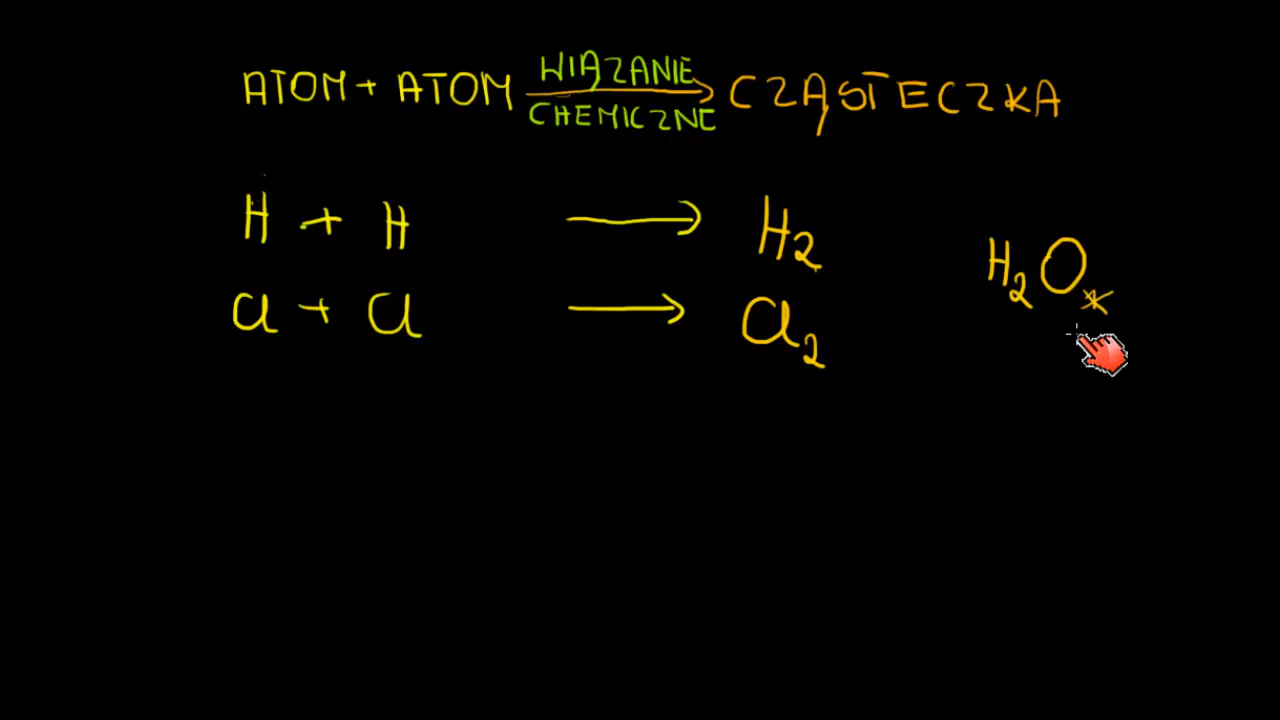 ATOM + ATOM WIĄZANIE CHEMICZNE → CZĄSTECZKA
H + H → H₂
Cl + Cl → Cl₂
H₂O